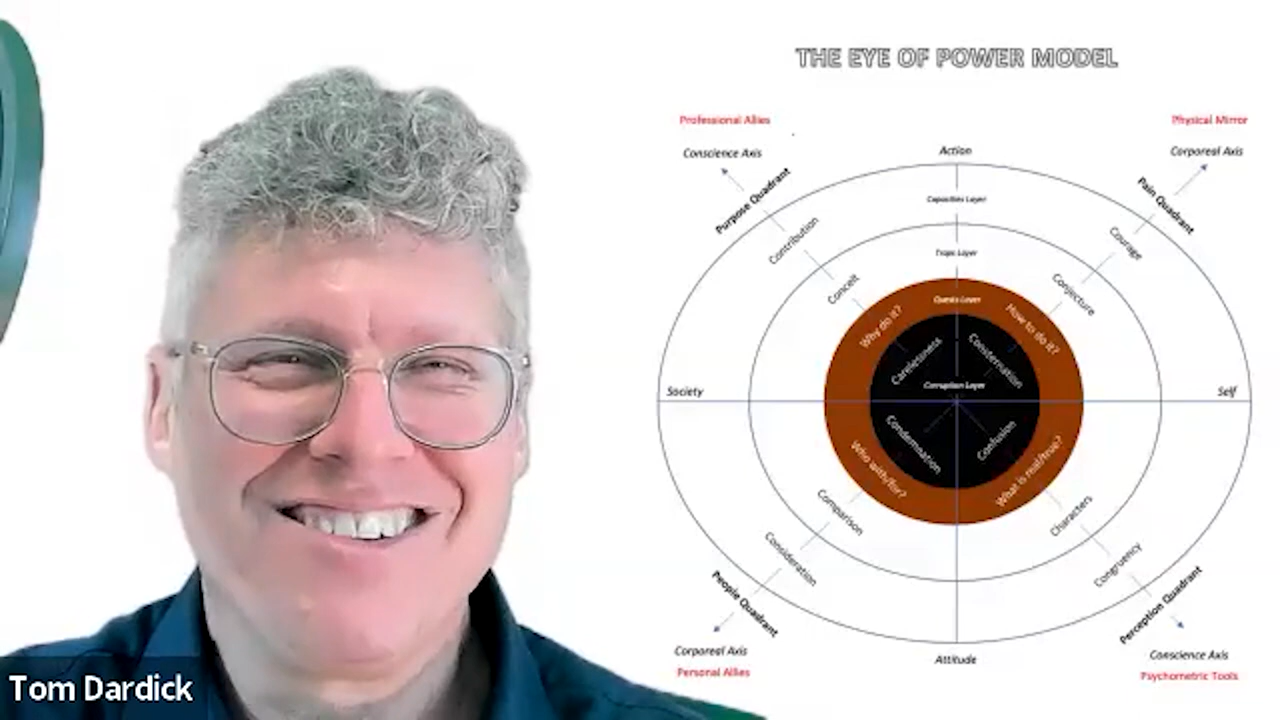 THE EYE OF POWER MODEL
Professional Allies
Physical Mirror
Conscience Axis
Action
Corporeal Axis
Purpose Quadrant
Pain Quadrant
Capacities Layer
Contribution
Courage
Traps Layer
Conceit
Conjecture
Quests Layer
Why do it?
How to do it?
Carelessness
Consternation
Corruption Layer
Society
Self
Condemnation
Confusion
Who with/for?
What is real/true?
Comparison
Characters
Consideration
Congruency
People Quadrant
Perception Quadrant
Corporeal Axis
Attitude
Conscience Axis
Personal Allies
Psychometric Tools
Tom Dardick